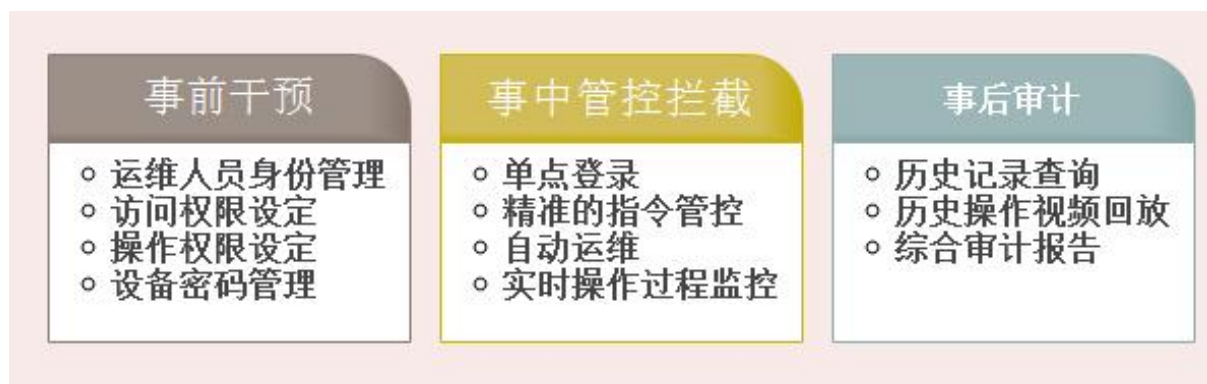 事前干预
运维人员身份管理
访问权限设定
操作权限设定
设备密码管理
事中管控拦截
单点登录
精准的指令管控
自动运维
实时操作过程监控
事后审计
历史记录查询
历史操作视频回放
综合审计报告